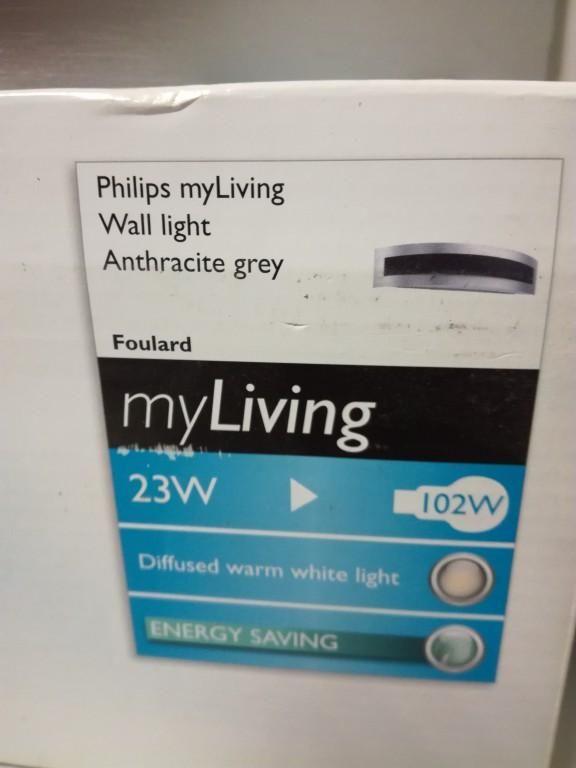 Philips myLiving
Wall light
Anthracite grey
Foulard
myLiving
23W
102W
Diffused warm white light
ENERGY SAVING